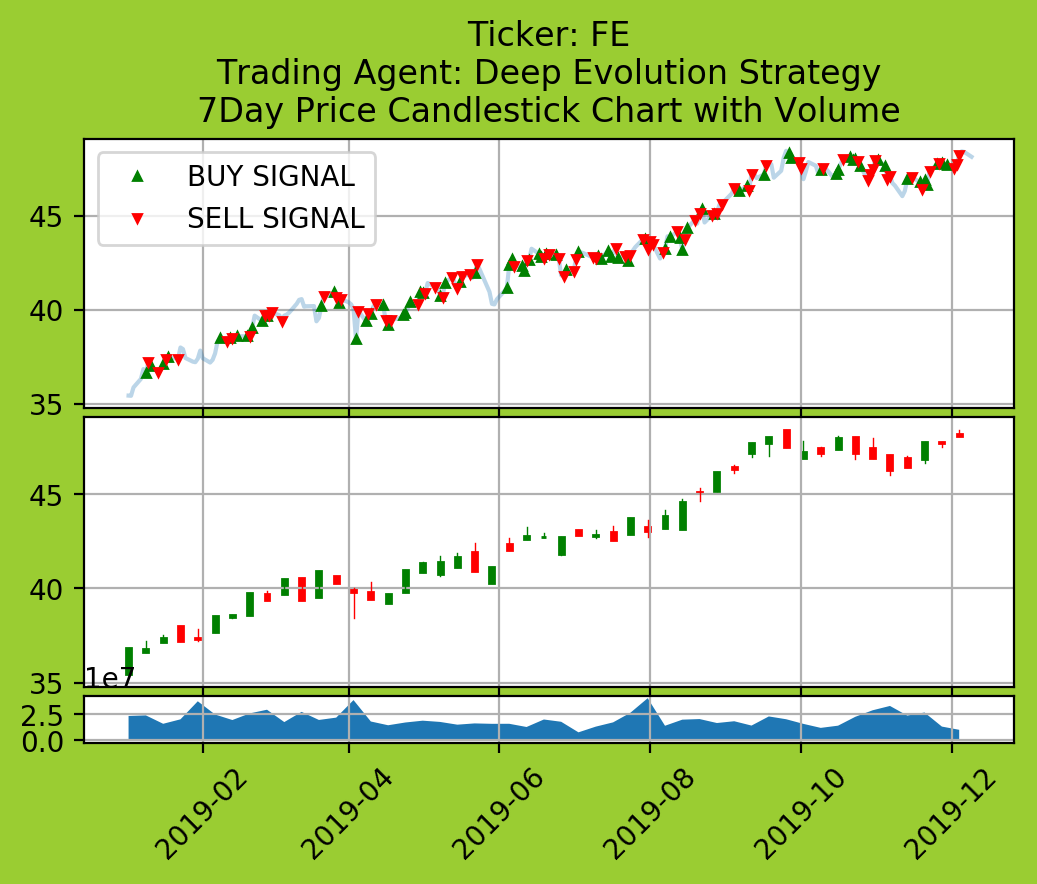 Ticker: FE
Trading Agent: Deep Evolution Strategy
7Day Price Candlestick Chart with Volume
BUY SIGNAL
SELL SIGNAL
45
40
35
45
40
35
1e7
2.5
0.0
2019-02
2019-04
2019-06
2019-08
2019-10
2019-12